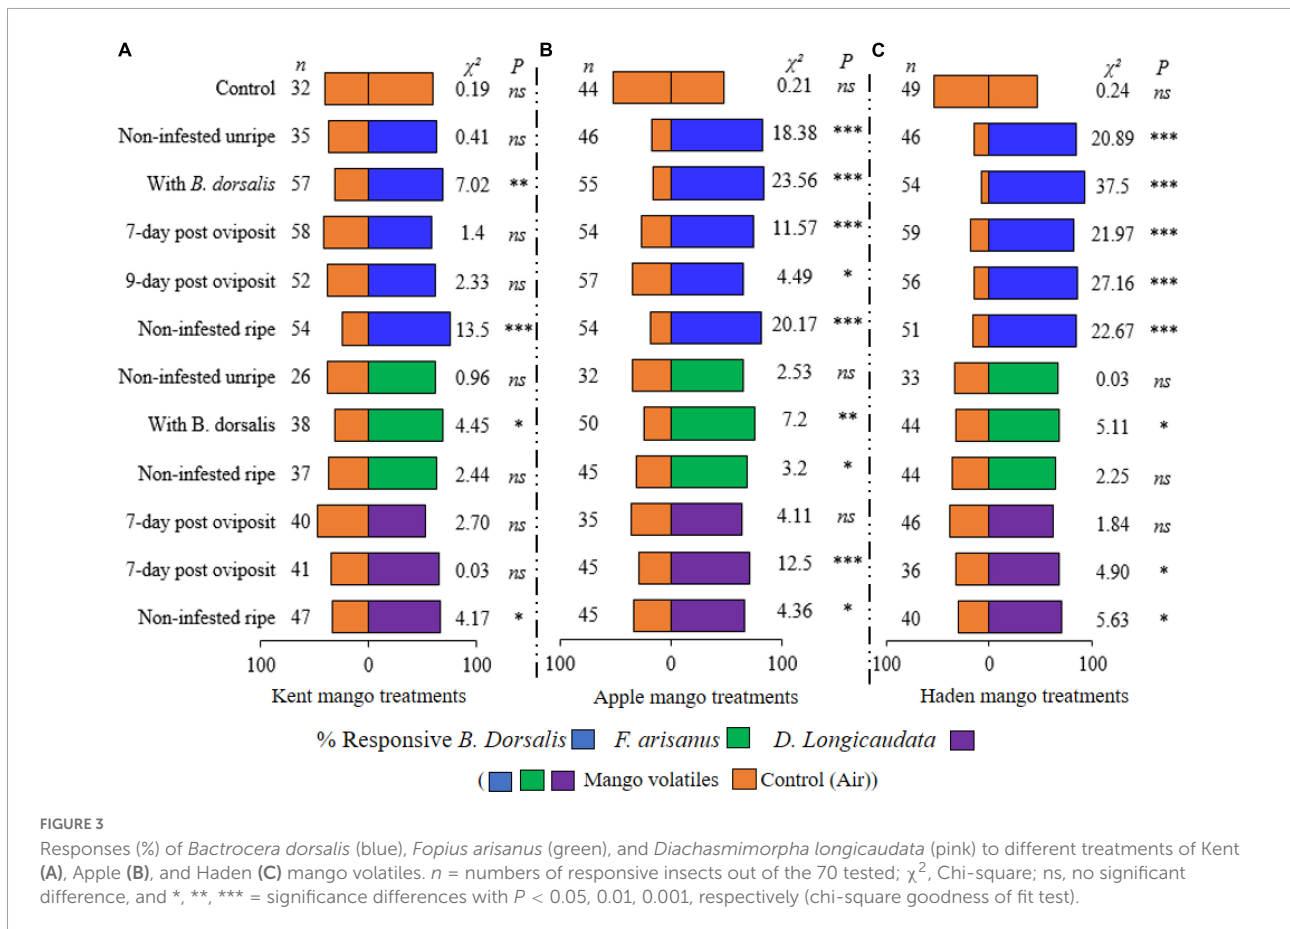 A B C
n χ² P n χ² P n χ² P
Control 32 0.19 ns 44 0.21 ns 49 0.24 ns
Non-infested unripe 35 0.41 ns 46 18.38 *** 46 20.89 ***
With B. dorsalis 57 7.02 ** 55 23.56 *** 54 37.5 ***
7-day post oviposit 58 1.4 ns 54 11.57 *** 59 21.97 ***
9-day post oviposit 52 2.33 ns 57 4.49 * 56 27.16 ***
Non-infested ripe 54 13.5 *** 54 20.17 *** 51 22.67 ***
Non-infested unripe 26 0.96 ns 32 2.53 ns 33 0.03 ns
With B. dorsalis 38 4.45 * 50 7.2 ** 44 5.11 *
Non-infested ripe 37 2.44 ns 45 3.2 * 44 2.25 ns
7-day post oviposit 40 2.70 ns 35 4.11 ns 46 1.84 ns
7-day post oviposit 41 0.03 ns 45 12.5 *** 36 4.90 *
Non-infested ripe 47 4.17 * 45 4.36 * 40 5.63 *
100 0 100 100 0 100 100 0 100
Kent mango treatments Apple mango treatments Haden mango treatments
% Responsive B. Dorsalis F. arisanus D. Longicaudata
( Mango volatiles Control (Air))
FIGURE 3
Responses (%) of Bactrocera dorsalis (blue), Fopius arisanus (green), and Diachasmimorpha longicaudata (pink) to different treatments of Kent
(A), Apple (B), and Haden (C) mango volatiles. n = numbers of responsive insects out of the 70 tested; χ², Chi-square; ns, no significant
difference, and *, **, *** = significance differences with P < 0.05, 0.01, 0.001, respectively (chi-square goodness of fit test).